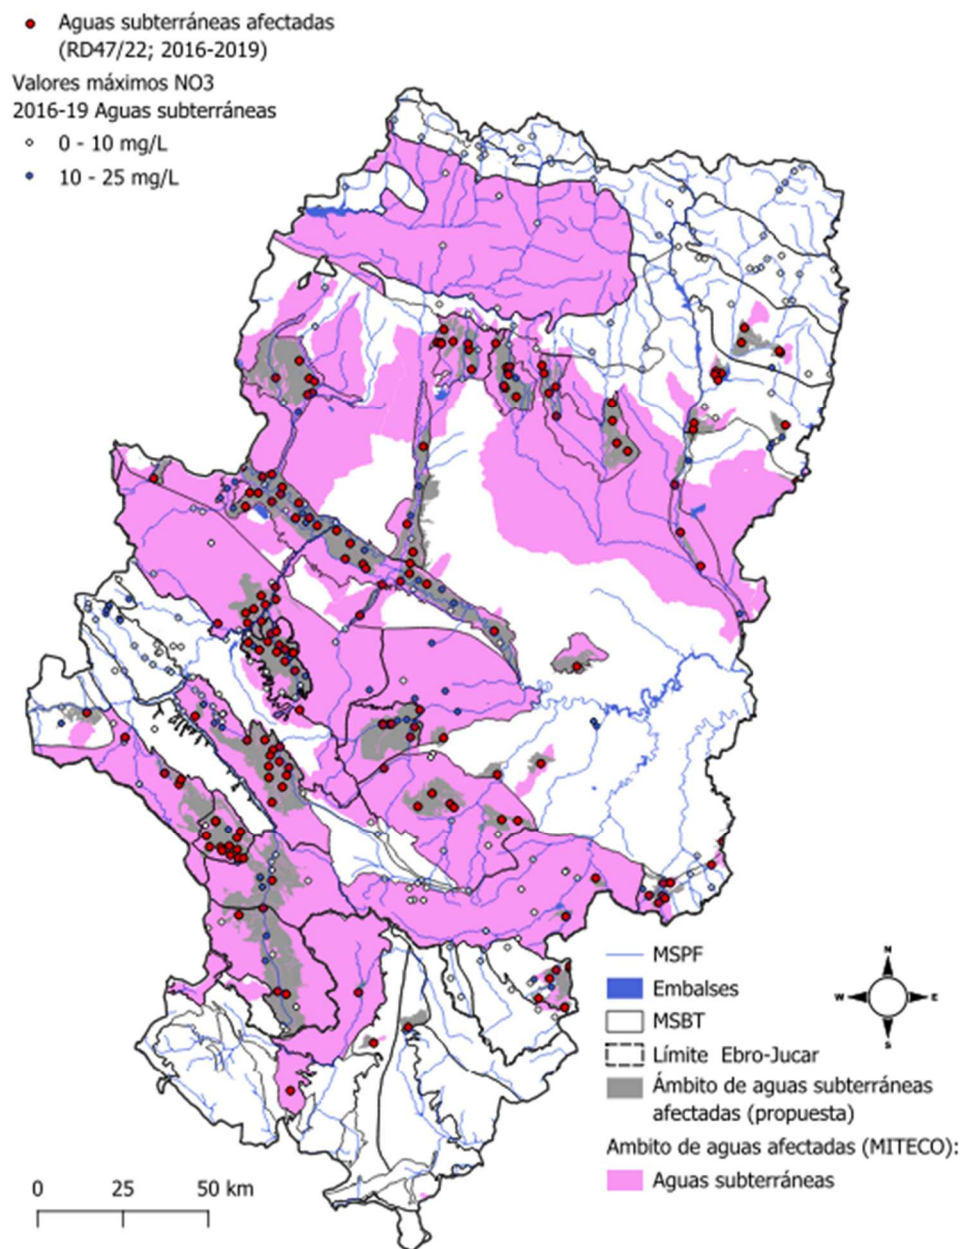 Aguas subterráneas afectadas
(RD47/22; 2016-2019)
Valores máximos NO3
2016-19 Aguas subterráneas
0 - 10 mg/L
10 - 25 mg/L
MSPF
Embalses
MSBT
Límite Ebro-Jucar
Ámbito de aguas subterráneas
afectadas (propuesta)
Ambito de aguas afectadas (MITECO):
Aguas subterráneas
N
W E
S
0 25 50 km